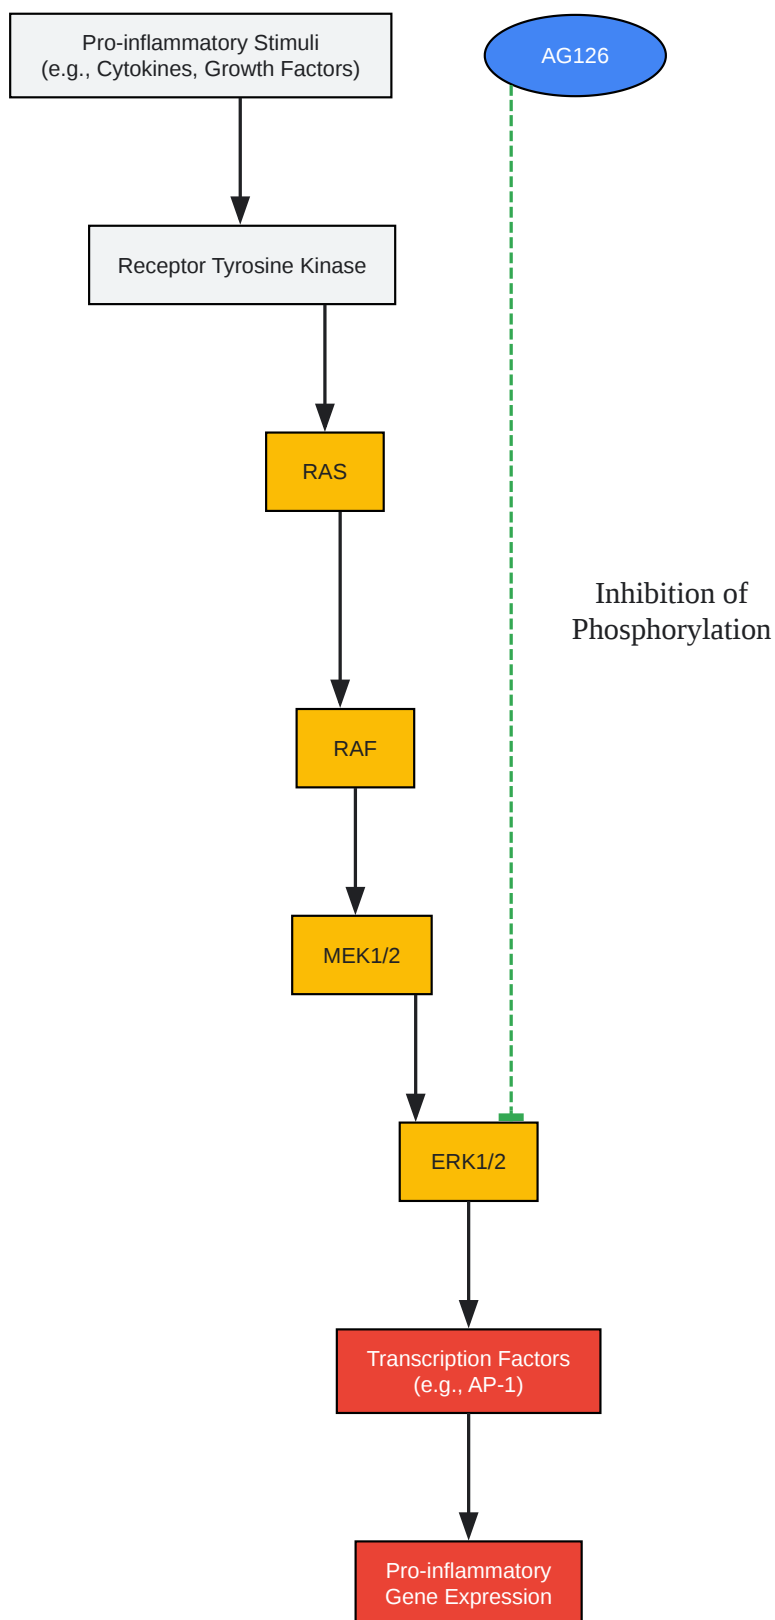 Pro-inflammatory Stimuli
(e.g., Cytokines, Growth Factors)
AG126
Receptor Tyrosine Kinase
RAS
Inhibition of
Phosphorylation
RAF
MEK1/2
ERK1/2
Transcription Factors
(e.g., AP-1)
Pro-inflammatory
Gene Expression